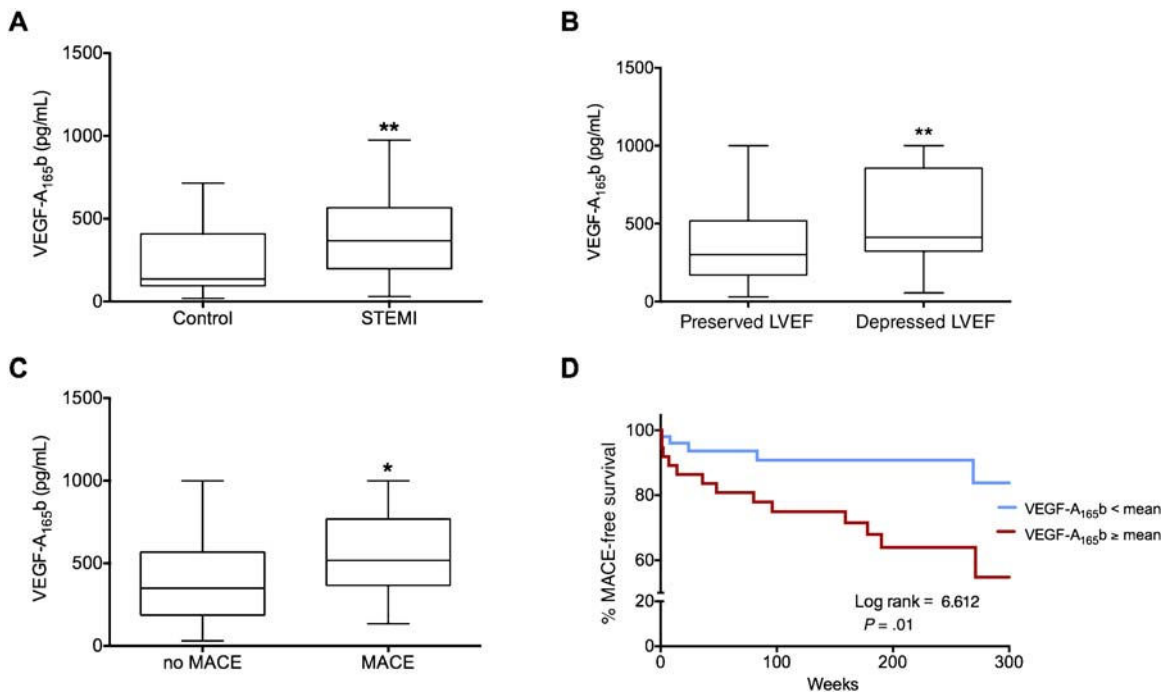 A
VEGF-A₁₆₅b (pg/mL)
1500
1000
500
0
**
Control
STEMI
B
VEGF-A₁₆₅b (pg/mL)
1500
1000
500
0
**
Preserved LVEF
Depressed LVEF
C
VEGF-A₁₆₅b (pg/mL)
1500
1000
500
0
*
no MACE
MACE
D
% MACE-free survival
100
80
60
20
0
VEGF-A₁₆₅b < mean
VEGF-A₁₆₅b ≥ mean
Log rank = 6.612
P = .01
0
100
200
300
Weeks